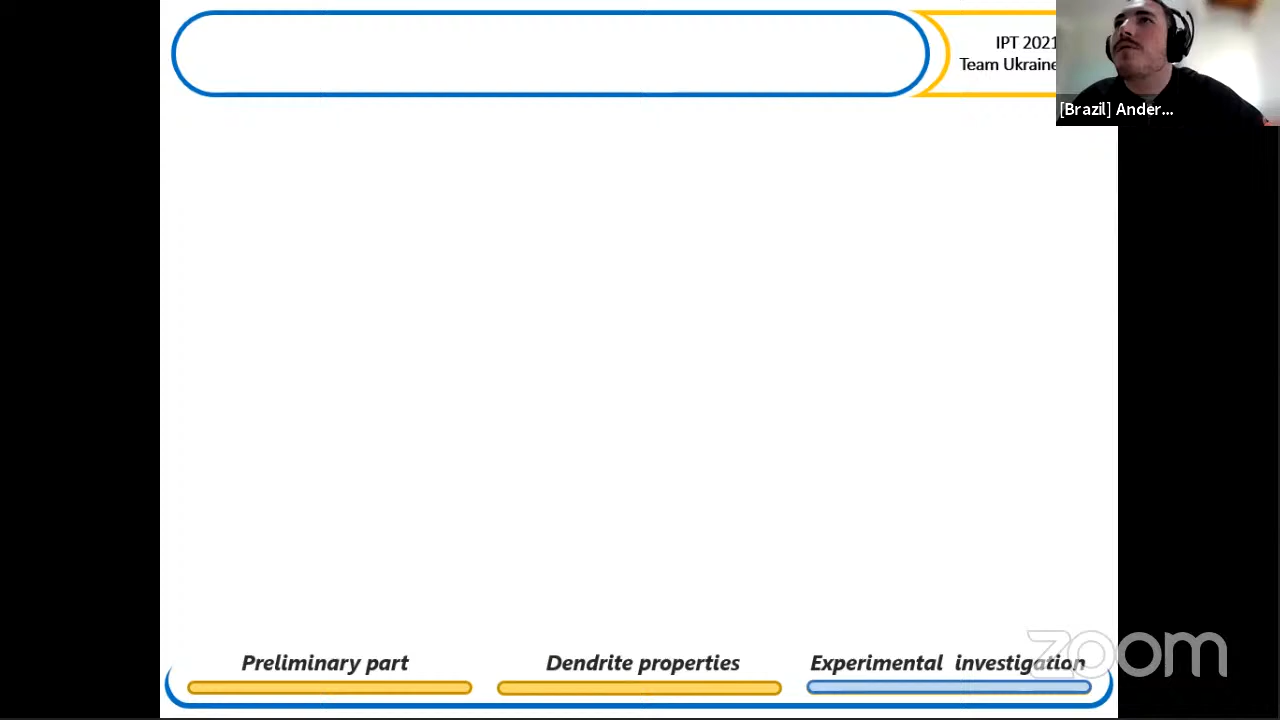 IPT 2021
Team Ukraine
[Brazil] Ander...
Preliminary part
Dendrite properties
Experimental investigation
zoom